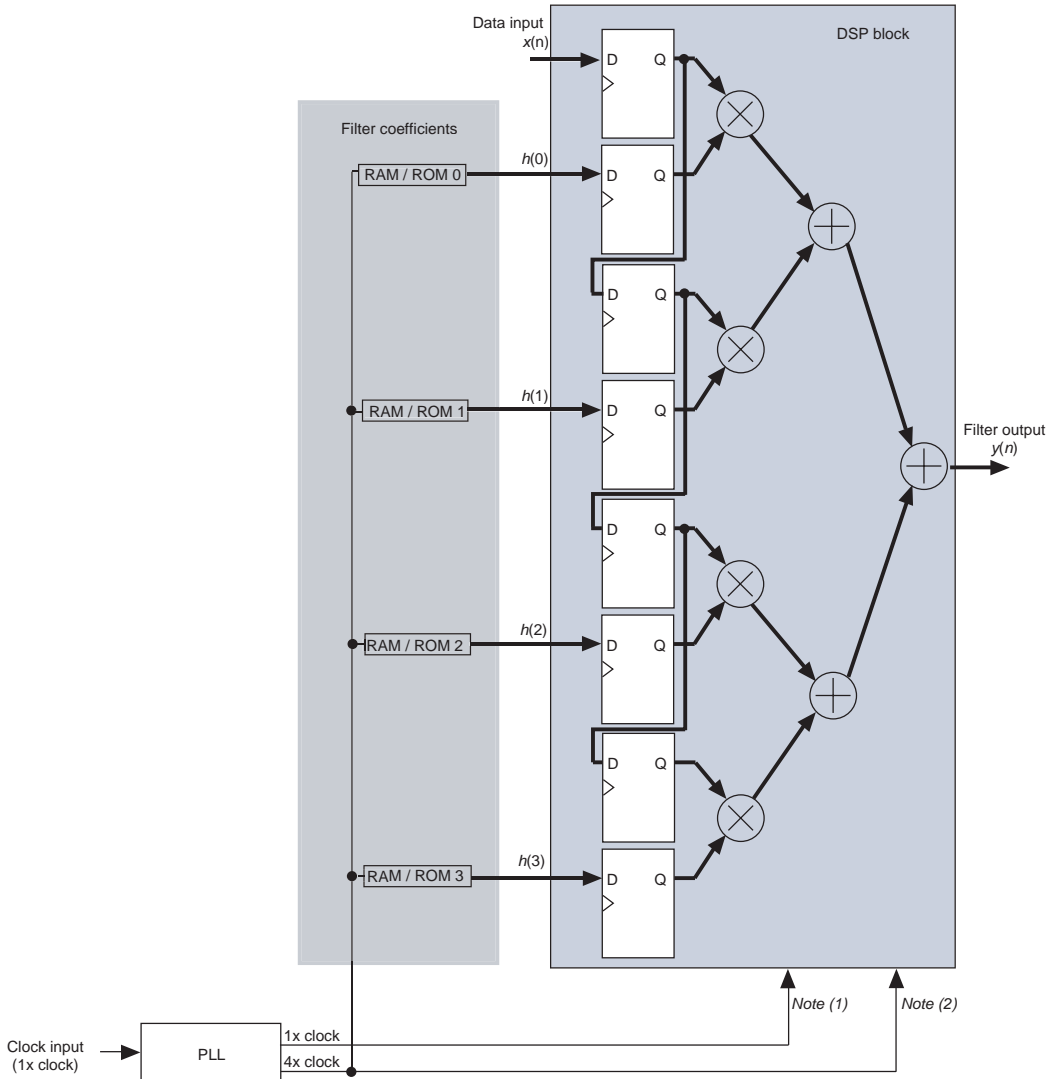 Data input
x(n)
DSP block
D Q
Filter coefficients
RAM / ROM 0
h(0)
D Q
D Q
RAM / ROM 1
h(1)
D Q
Filter output
y(n)
D Q
RAM / ROM 2
h(2)
D Q
D Q
RAM / ROM 3
h(3)
D Q
Note (1)
Note (2)
Clock input
(1x clock)
PLL
1x clock
4x clock